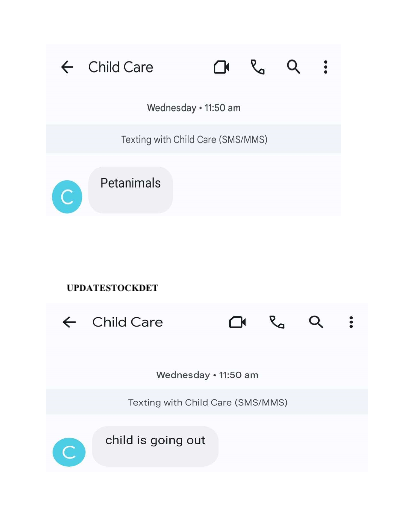 Child Care
Wednesday • 11:50 am
Texting with Child Care (SMS/MMS)
Petanimals
C
UPDATESTOCKDET
Child Care
Wednesday • 11:50 am
Texting with Child Care (SMS/MMS)
child is going out
C